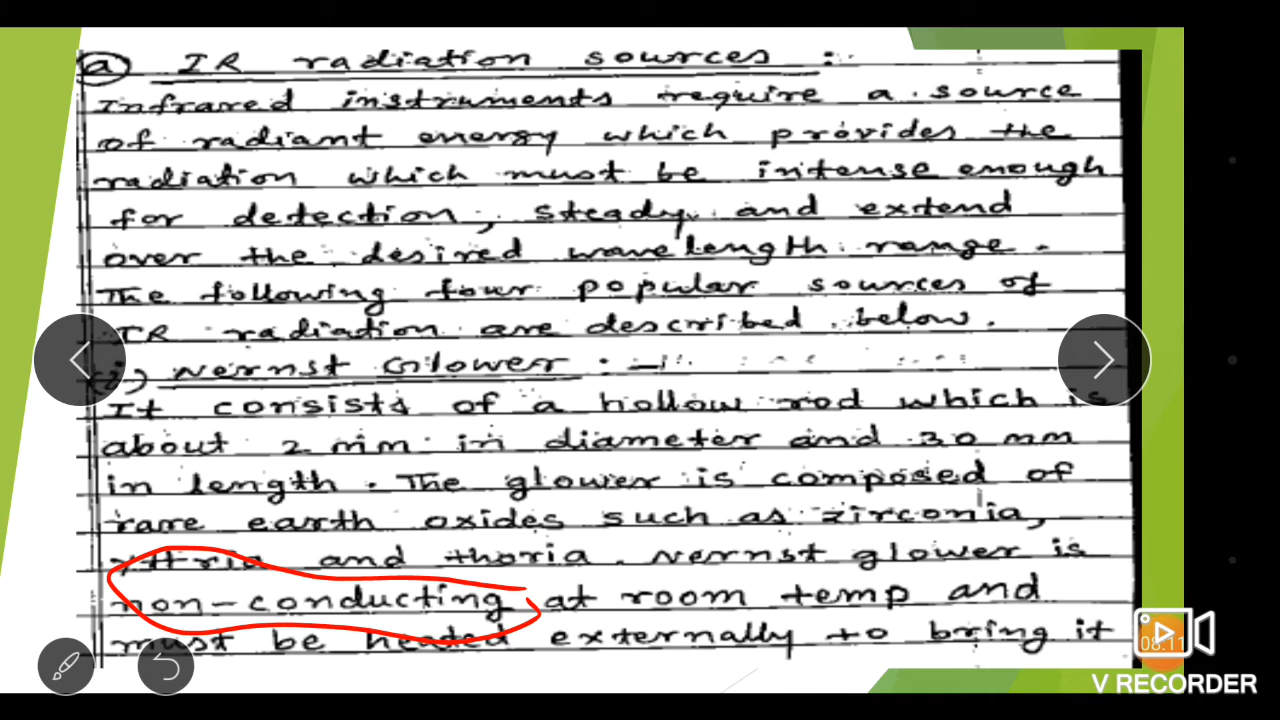 (a) IR radiation sources :
Infrared instruments require a source
of radiant energy which provides the
radiation which must be intense enough
for detection, steady and extend
over the desired wavelength range.
The following four popular sources of
IR radiation are described below.
(i) Nernst Glower : -
It consists of a hollow rod which is
about 2 mm in diameter and 30 mm
in length. The glower is composed of
rare earth oxides such as zirconia,
yttria and thoria. Nernst glower is
non-conducting at room temp and
must be heated externally to bring it
08:11
V RECORDER